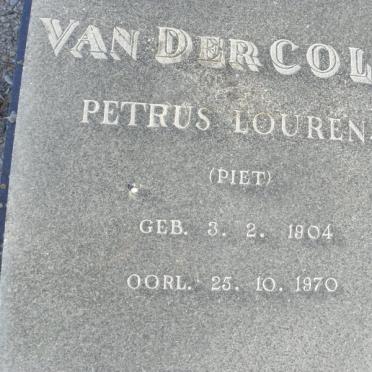 VAN DER COL
PETRUS LOUREN
(PIET)
GEB. 3. 2. 1904
OORL. 25. 10. 1970